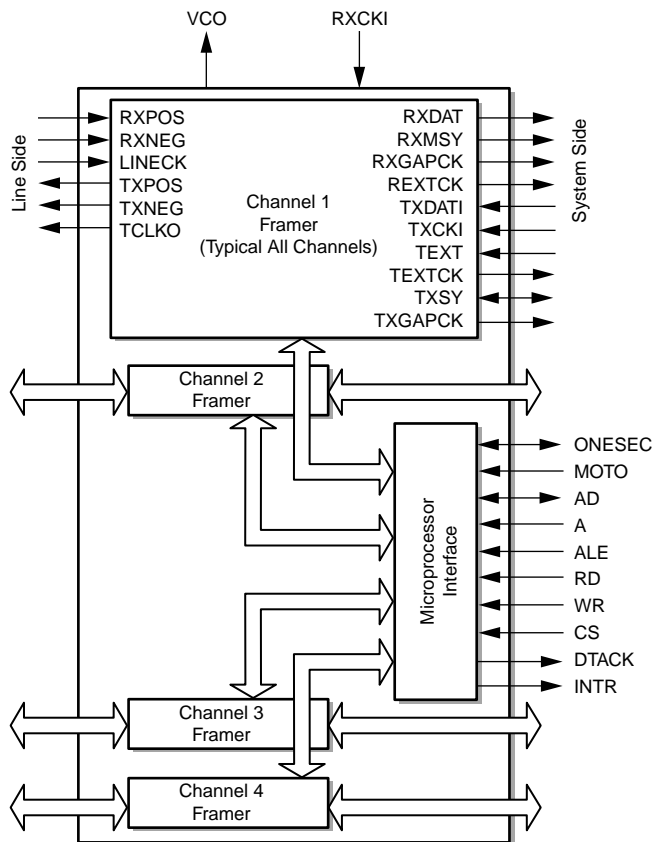 VCO
RXCKI
Line Side
RXPOS
RXNEG
LINECK
TXPOS
TXNEG
TCLKO
Channel 1
Framer
(Typical All Channels)
RXDAT
RXMSY
RXGAPCK
REXTCK
TXDATI
TXCKI
TEXT
TEXTCK
TXSY
TXGAPCK
System Side
Channel 2
Framer
Microprocessor
Interface
ONESEC
MOTO
AD
A
ALE
RD
WR
CS
DTACK
INTR
Channel 3
Framer
Channel 4
Framer